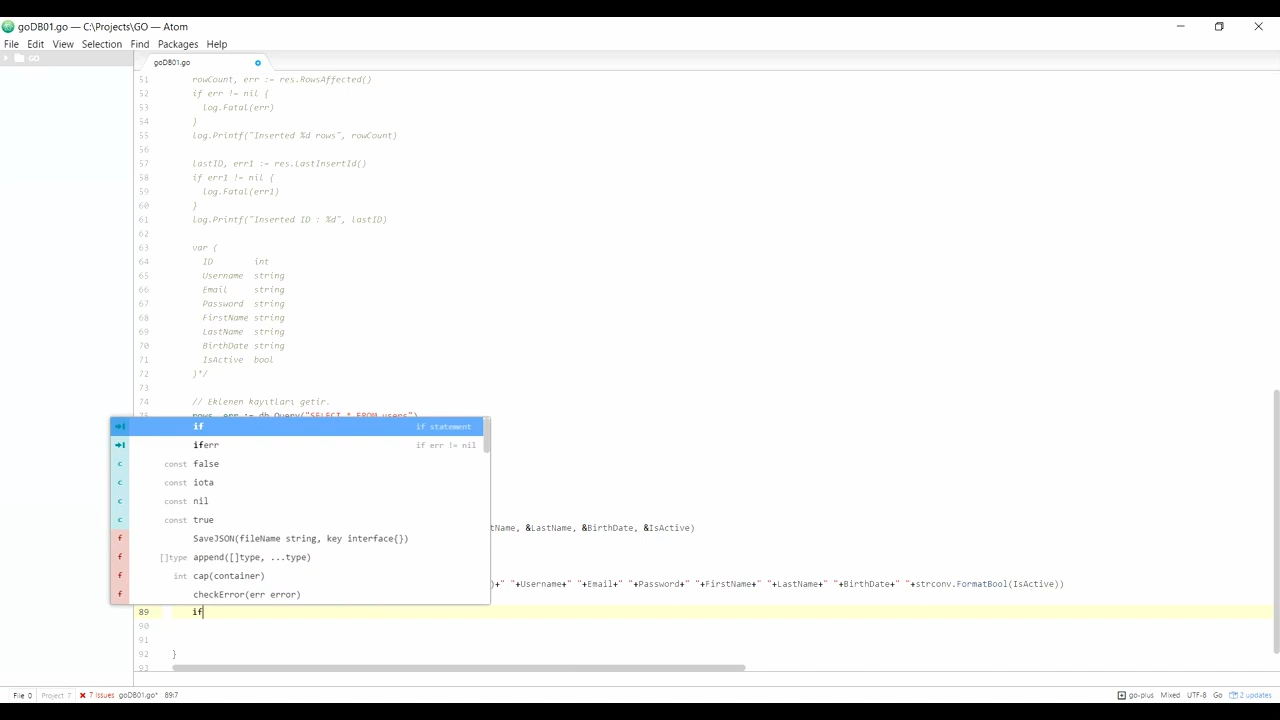 goDB01.go — C:\Projects\GO — Atom
File Edit View Selection Find Packages Help
GO
goDB01.go
51 rowCount, err := res.RowsAffected()
52 if err != nil {
53 log.Fatal(err)
54 }
55 log.Printf("Inserted %d rows", rowCount)
56
57 lastID, err1 := res.LastInsertId()
58 if err1 != nil {
59 log.Fatal(err1)
60 }
61 log.Printf("Inserted ID : %d", lastID)
62
63 var (
64 ID int
65 Username string
66 Email string
67 Password string
68 FirstName string
69 LastName string
70 BirthDate string
71 IsActive bool
72 )*/
73
74 // Eklenen kayıtları getir.
75 rows, err := db.Query("SELECT * FROM users")
if if statement
iferr if err != nil
const false
const iota
const nil
const true
tName, &LastName, &BirthDate, &IsActive)
SaveJSON(fileName string, key interface{})
[]type append([]type, ...type)
int cap(container)
)+" "+Username+" "+Email+" "+Password+" "+FirstName+" "+LastName+" "+BirthDate+" "+strconv.FormatBool(IsActive))
checkError(err error)
89 if
90
91
92 }
93
File 0 Project 7 7 Issues goDB01.go* 89:7 go-plus Mixed UTF-8 Go 2 updates